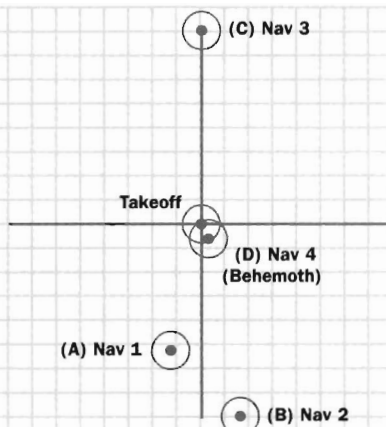 (C) Nav 3
Takeoff
(D) Nav 4
(Behemoth)
(A) Nav 1
(B) Nav 2